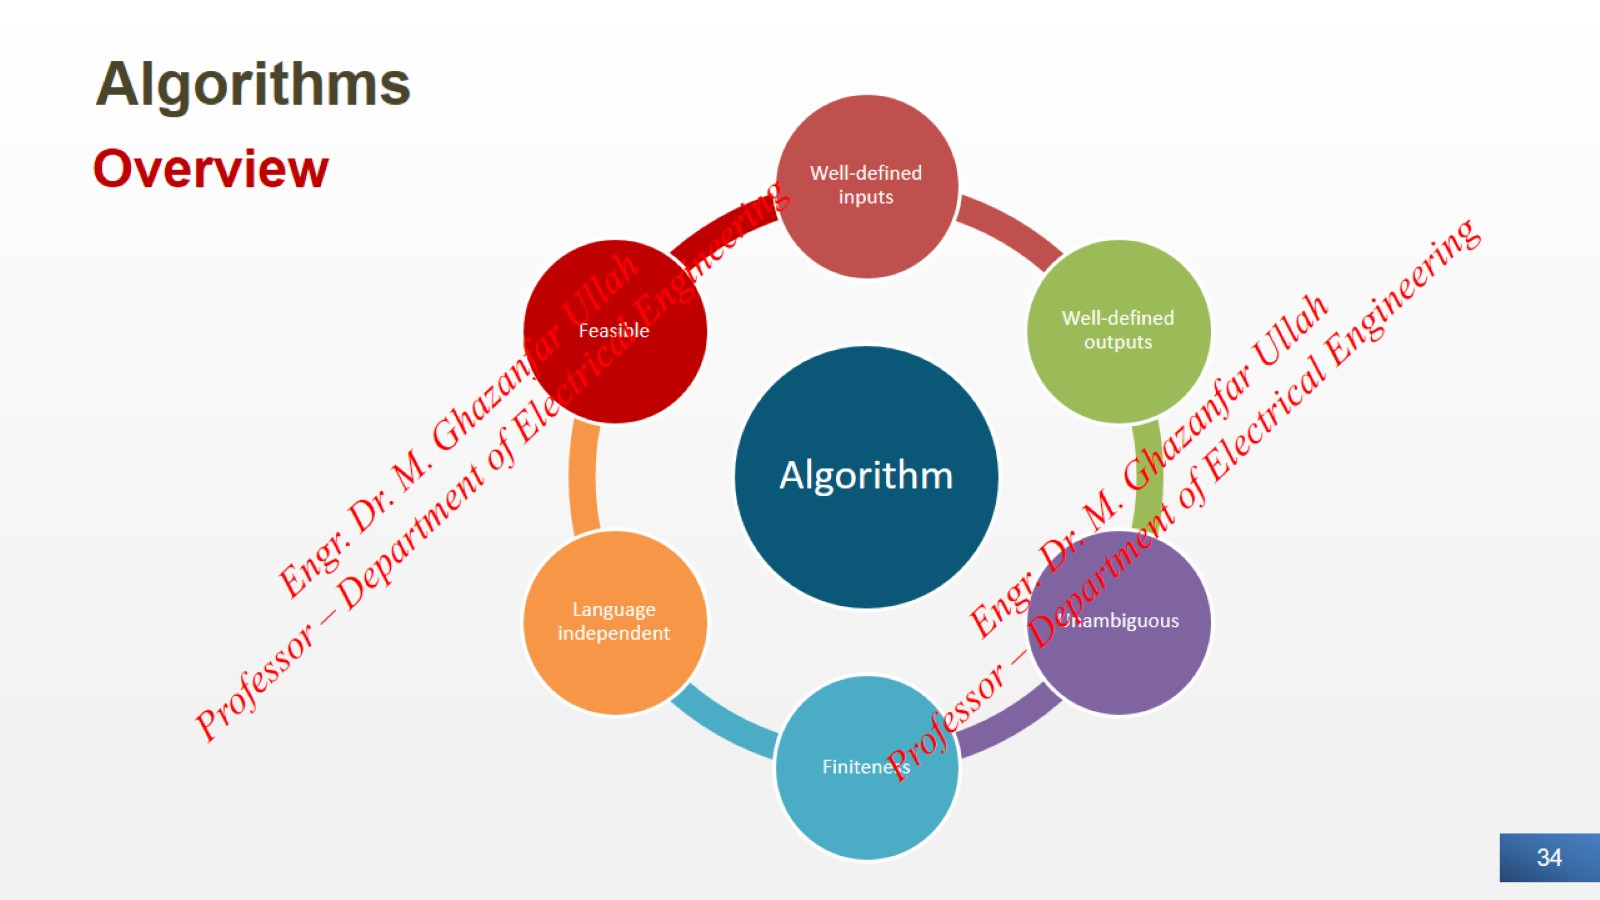 Algorithms
Overview
Well-defined
inputs
Well-defined
outputs
Unambiguous
Finiteness
Language
independent
Feasible
Algorithm
Engr. Dr. M. Ghazanfar Ullah
Professor – Department of Electrical Engineering
Engr. Dr. M. Ghazanfar Ullah
Professor – Department of Electrical Engineering
34